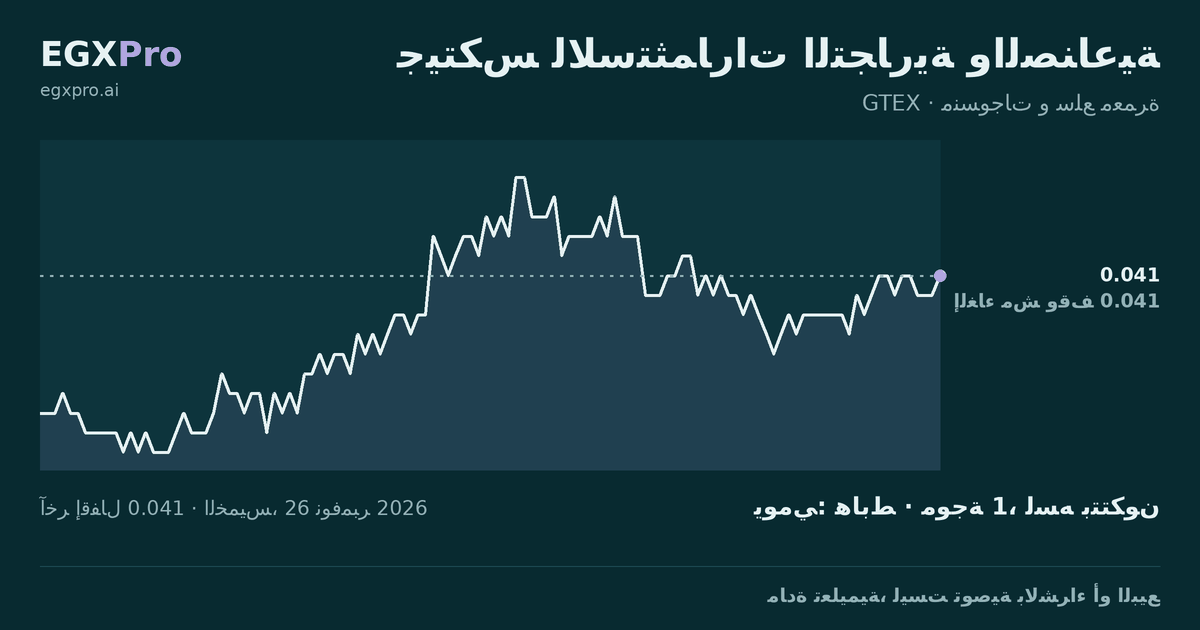 EGXPro
egxpro.ai
جيتكس للاستثمارات التجارية والصناعية
GTEX · منسوجات و سلع معمرة
0.041
إلغاء مش وقف 0.041
آخر إقفال 0.041 · الخميس، 26 نوفمبر 2026
يومي: هابط · موجة 1، لسه بتتكون
مادة تعليمية، ليست توصية بالشراء أو البيع